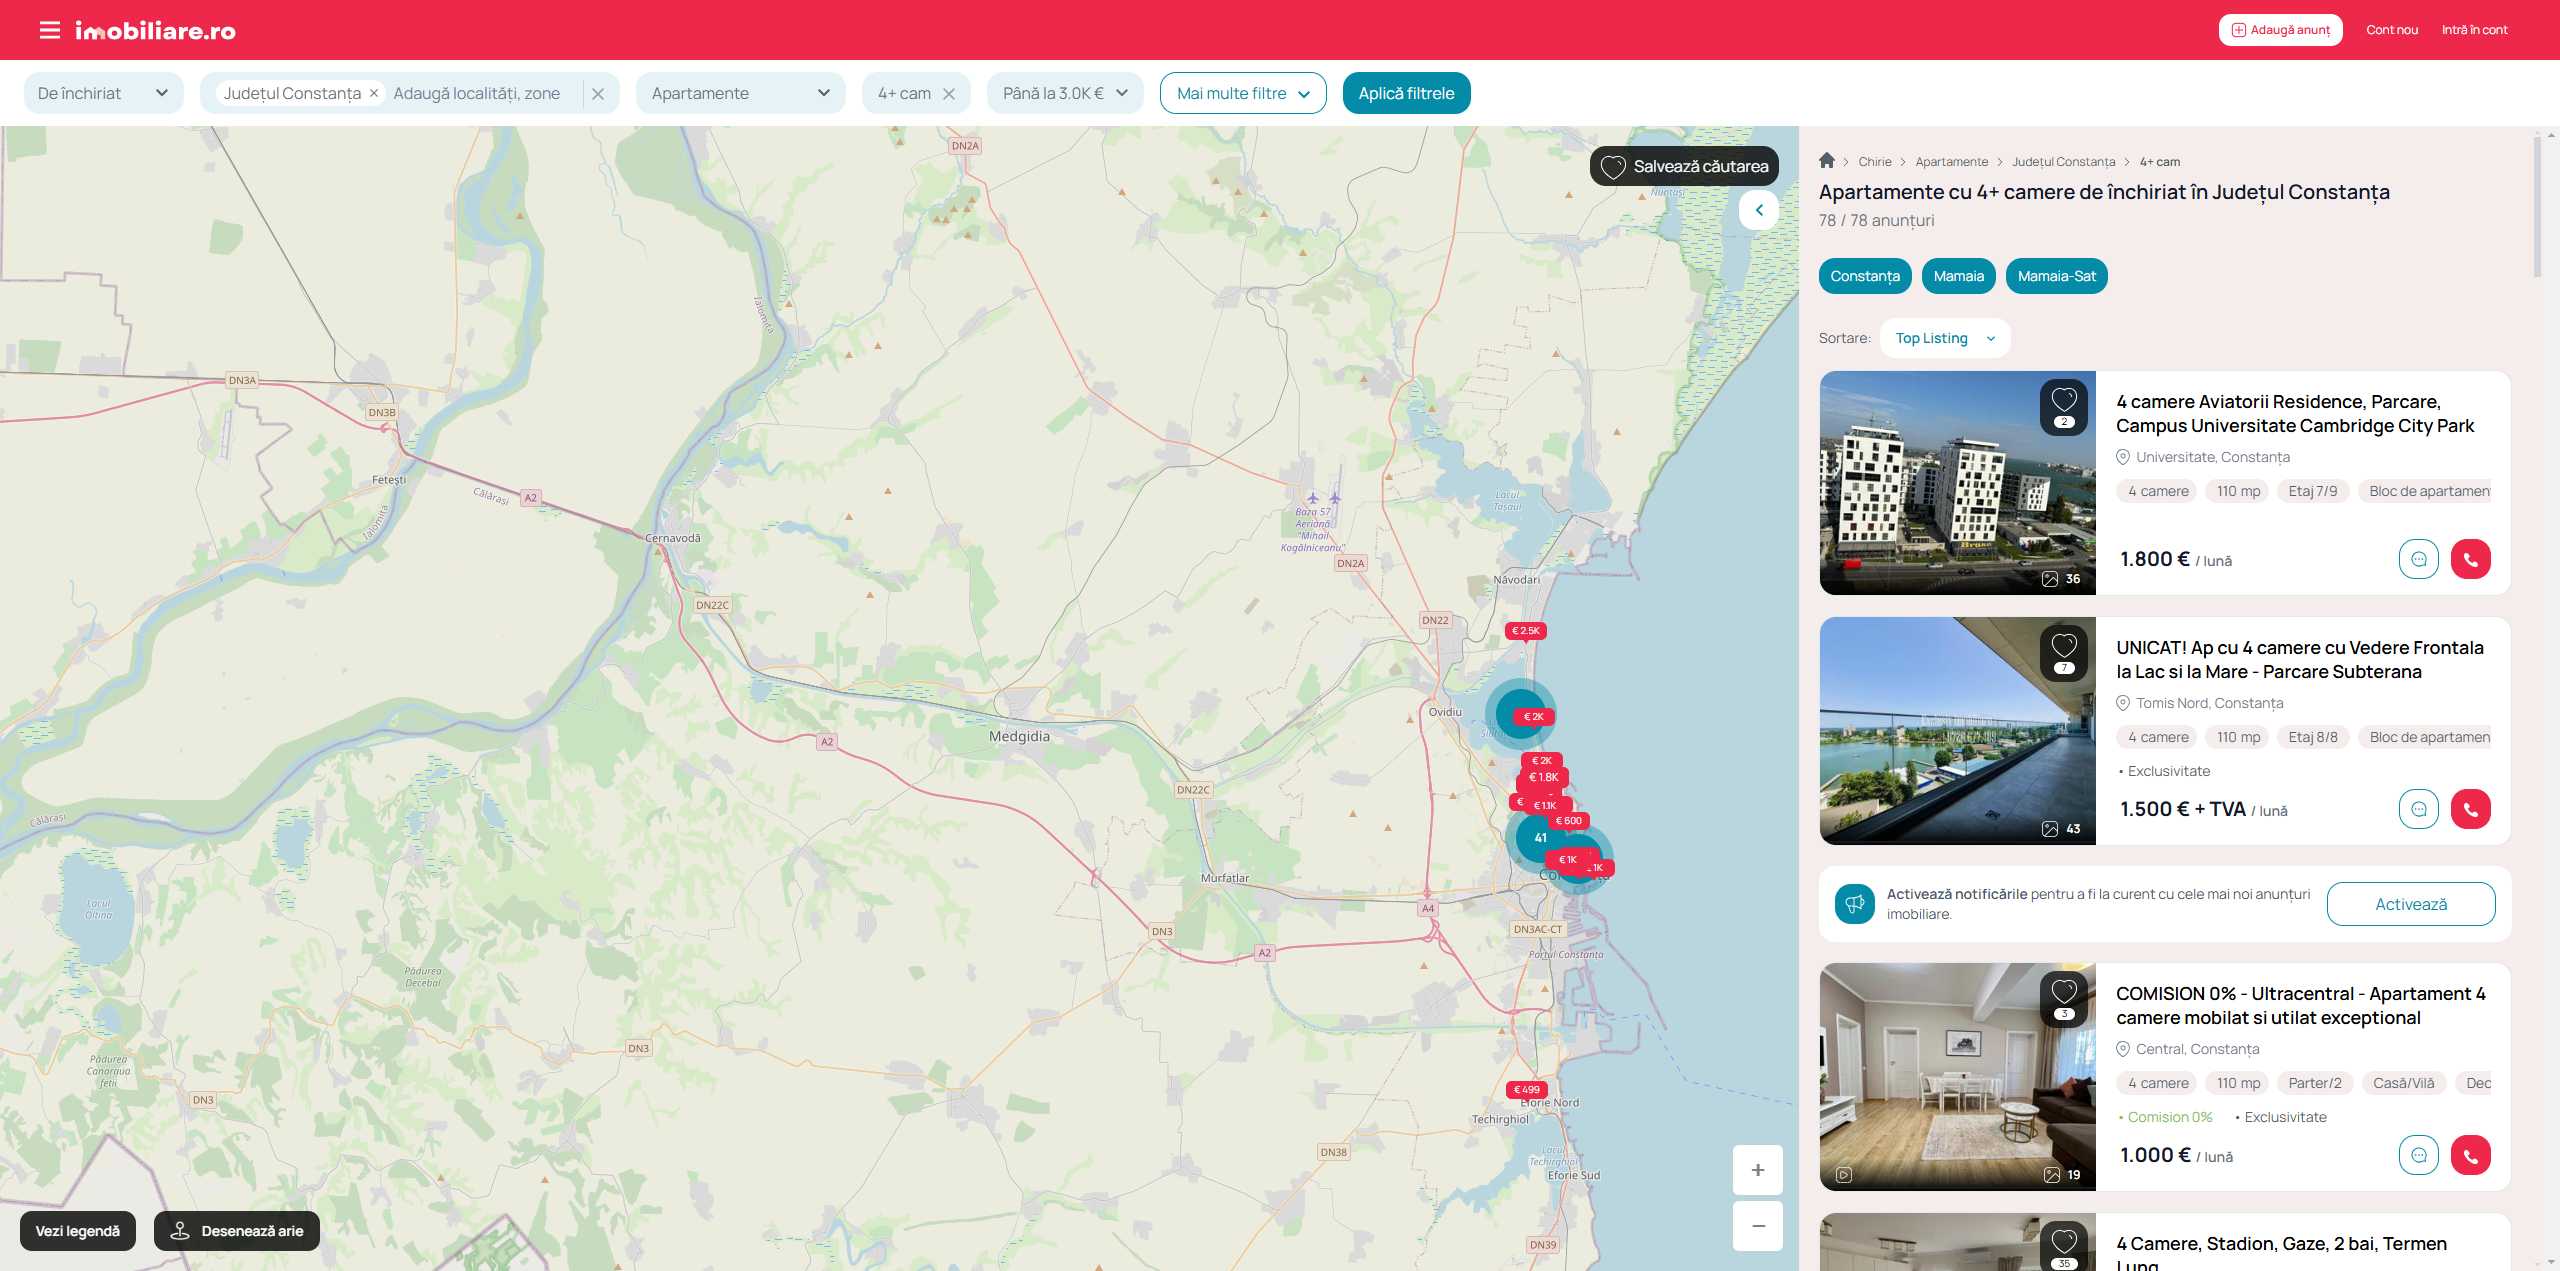 imobiliare.ro
Adaugă anunț
Cont nou
Intră în cont
De închiriat
Județul Constanța
Adaugă localități, zone
Apartamente
4+ cam
Până la 3.0K €
Mai multe filtre
Aplică filtrele
Salvează căutarea
DN2A
Ialomița
DN3A
DN3B
Fetești
Călărași
A2
Ialomița
Cernavodă
DN22C
Lacul
Tașaul
Baza 57
Aeriană
"Mihail
Kogălniceanu"
DN2A
Năvodari
DN22
€ 2.5K
Ovidiu
€ 2K
€ 2K
€ 1.8K
€ 1.1K
€ 600
41
€ 1K
1K
Medgidia
A2
DN22C
Murfatlar
Călărași
Lacul
Oltina
Pădurea
Decebal
Pădurea
Canaraua
fetii
DN3
DN3
DN3
A2
A4
DN3AC-CT
Portul Constanța
€ 499
Eforie Nord
Techirghiol
Lacul
Techirghiol
Eforie Sud
DN38
DN39
+
−
Vezi legendă
Desenează arie
Chirie
Apartamente
Județul Constanța
4+ cam
Apartamente cu 4+ camere de închiriat în Județul Constanța
78 / 78 anunțuri
Constanța
Mamaia
Mamaia-Sat
Sortare:
Top Listing
2
36
4 camere Aviatorii Residence, Parcare,
Campus Universitate Cambridge City Park
Universitate, Constanța
4 camere
110 mp
Etaj 7/9
Bloc de apartamen
1.800 € / lună
7
43
UNICAT! Ap cu 4 camere cu Vedere Frontala
la Lac si la Mare - Parcare Subterana
Tomis Nord, Constanța
4 camere
110 mp
Etaj 8/8
Bloc de apartamen
• Exclusivitate
1.500 € + TVA / lună
Activează notificările pentru a fi la curent cu cele mai noi anunțuri
imobiliare.
Activează
3
19
COMISION 0% - Ultracentral - Apartament 4
camere mobilat si utilat exceptional
Central, Constanța
4 camere
110 mp
Parter/2
Casă/Vilă
Dec
• Comision 0%
• Exclusivitate
1.000 € / lună
35
4 Camere, Stadion, Gaze, 2 bai, Termen
Lung